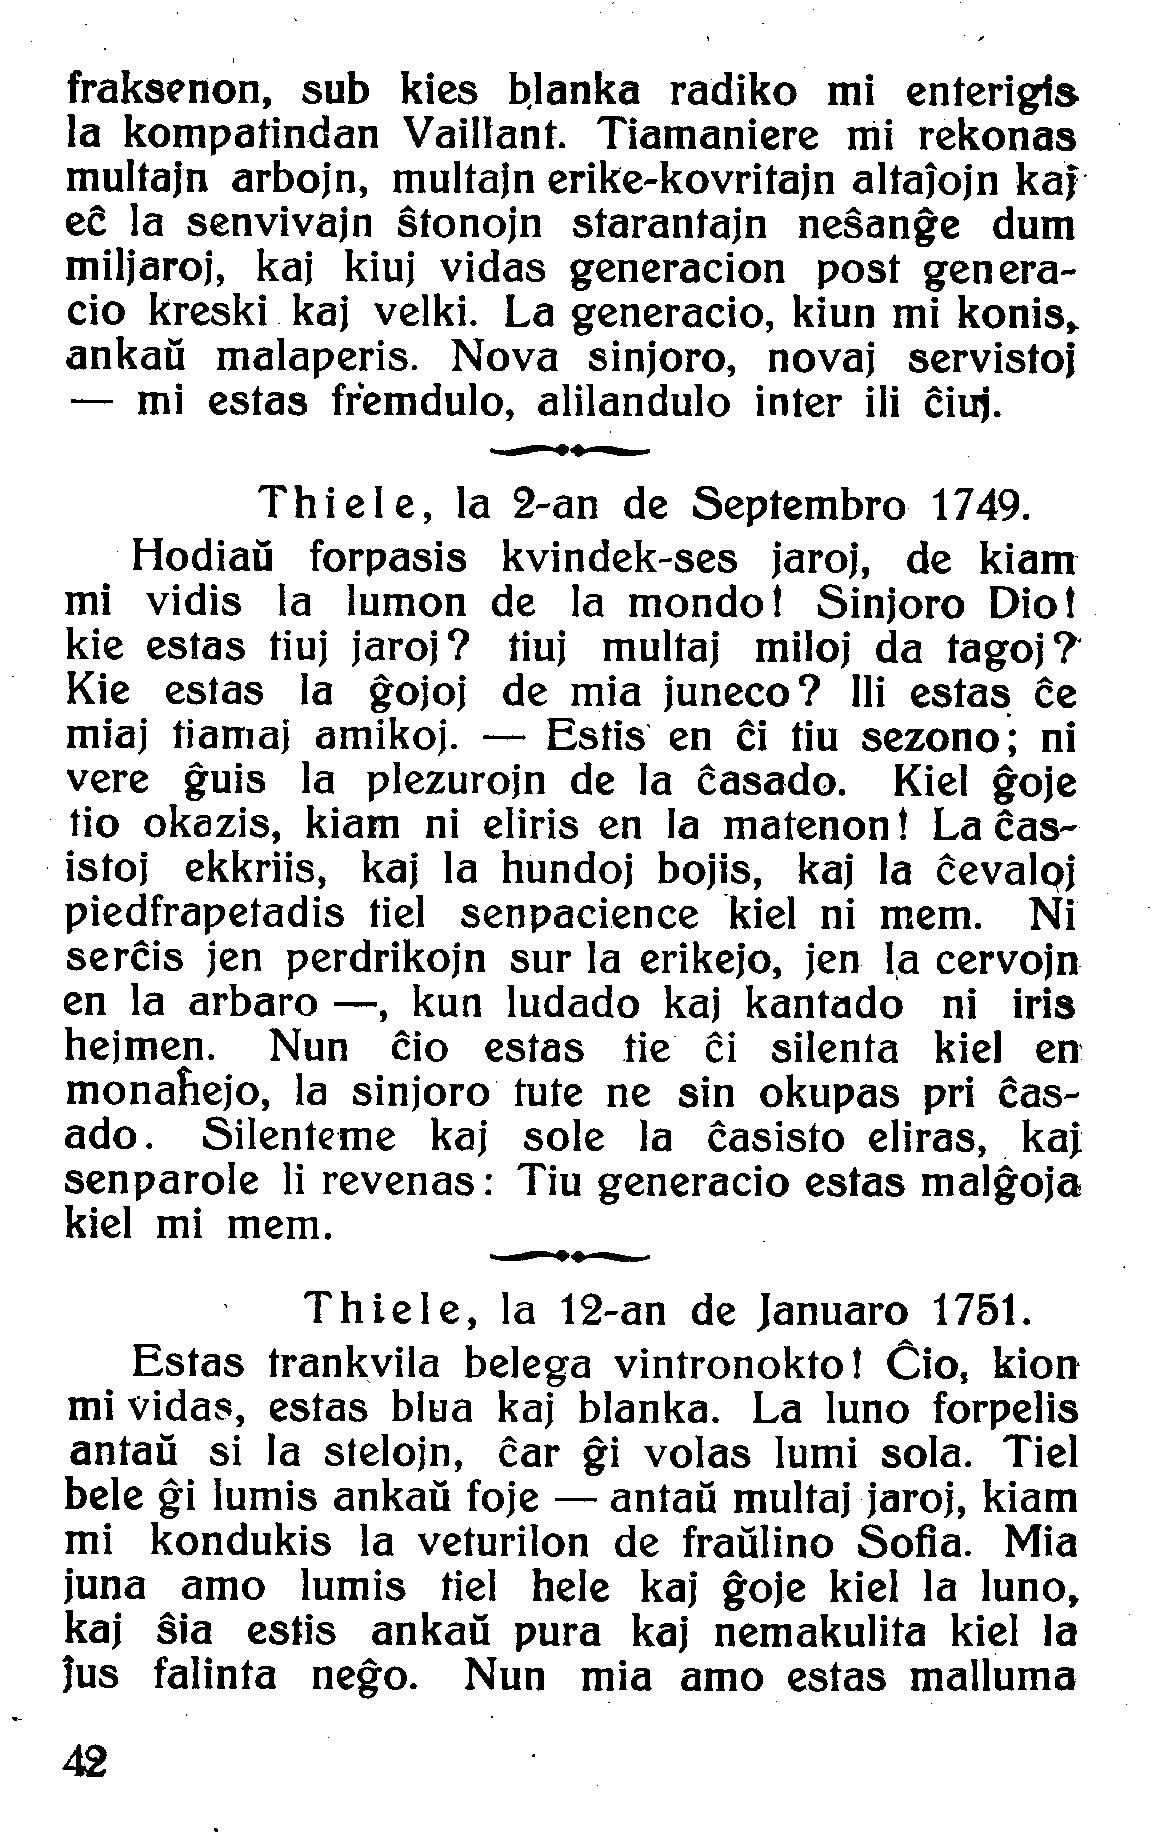 fraksenon, sub kies blanka radiko mi enterigis
la kompatindan Vaillant. Tiamaniere mi rekonas
multajn arbojn, multajn erike-kovritajn altaĵojn kaj
eĉ la senvivajn ŝtonojn starantajn neŝanĝe dum
miljaroj, kaj kiuj vidas generacion post genera-
cio kreski kaj velki. La generacio, kiun mi konis,
ankaŭ malaperis. Nova sinjoro, novaj servistoj
— mi estas fremdulo, alilandulo inter ili ĉiuj.
Thiele, la 2-an de Septembro 1749.
Hodiaŭ forpasis kvindek-ses jaroj, de kiam
mi vidis la lumon de la mondo! Sinjoro Dio!
kie estas tiuj jaroj? tiuj multaj miloj da tagoj?
Kie estas la ĝojoj de mia juneco? Ili estas ĉe
miaj tiamaj amikoj. — Estis en ĉi tiu sezono; ni
vere ĝuis la plezurojn de la ĉasado. Kiel ĝoje
tio okazis, kiam ni eliris en la matenon! La ĉas-
istoj ekkriis, kaj la hundoj bojis, kaj la ĉevaloj
piedfrapetadis tiel senpacience kiel ni mem. Ni
serĉis jen perdrikojn sur la erikejo, jen la cervojn
en la arbaro —, kun ludado kaj kantado ni iris
hejmen. Nun ĉio estas tie ĉi silenta kiel en
monaĥejo, la sinjoro tute ne sin okupas pri ĉas-
ado. Silenteme kaj sole la ĉasisto eliras, kaj
senparole li revenas: Tiu generacio estas malĝoja
kiel mi mem.
Thiele, la 12-an de Januaro 1751.
Estas trankvila belega vintronokto! Ĉio, kion
mi vidas, estas blua kaj blanka. La luno forpelis
antaŭ si la stelojn, ĉar ĝi volas lumi sola. Tiel
bele ĝi lumis ankaŭ foje — antaŭ multaj jaroj, kiam
mi kondukis la veturilon de fraŭlino Sofia. Mia
juna amo lumis tiel hele kaj ĝoje kiel la luno,
kaj ŝia estis ankaŭ pura kaj nemakulita kiel la
ĵus falinta neĝo. Nun mia amo estas malluma
42